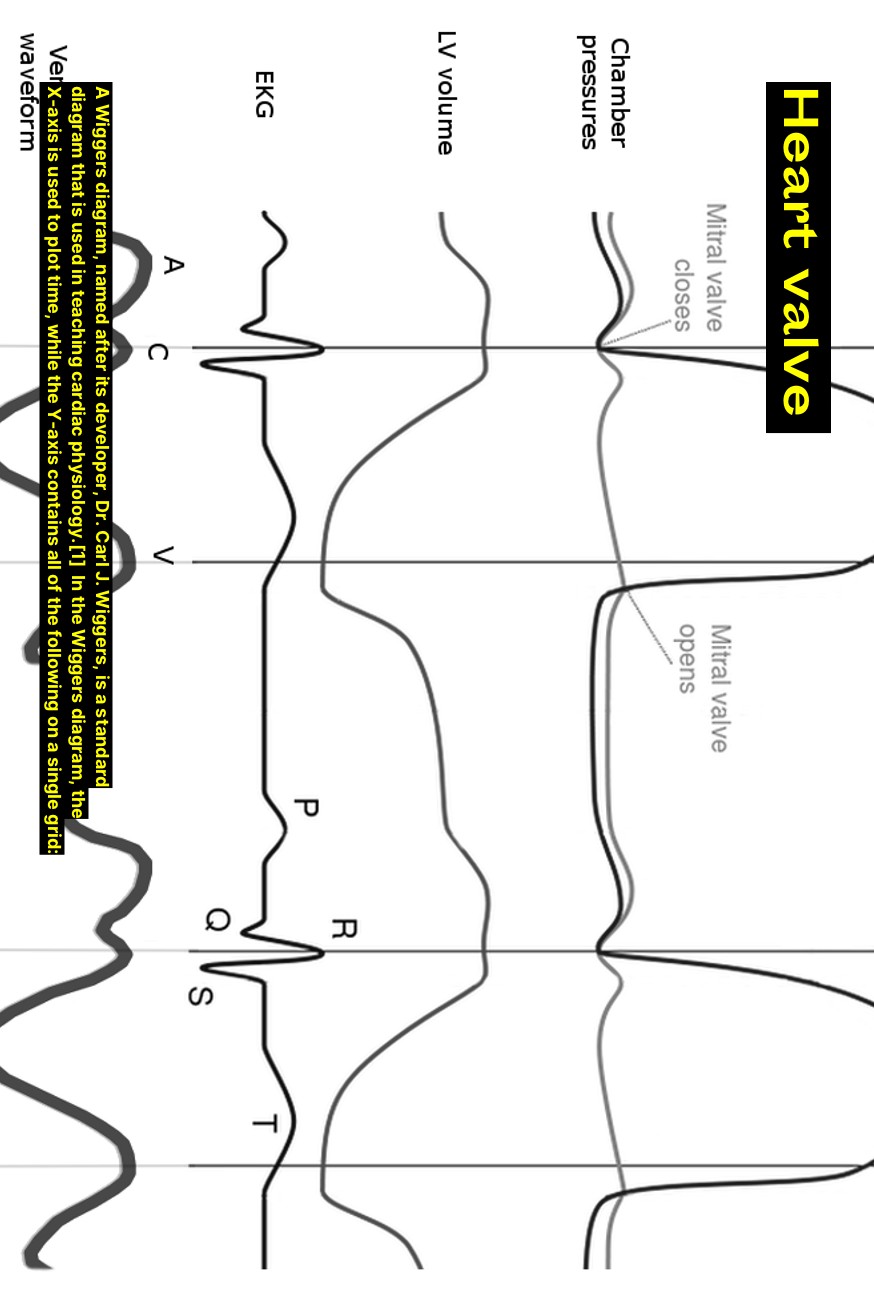 Heart valve
Mitral valve
closes
Mitral valve
opens
Chamber
pressures
LV volume
R
P
EKG
T
Q
S
A
C
V
A Wiggers diagram, named after its developer, Dr. Carl J. Wiggers, is a standard
diagram that is used in teaching cardiac physiology.[1] In the Wiggers diagram, the
X-axis is used to plot time, while the Y-axis contains all of the following on a single grid:
waveform